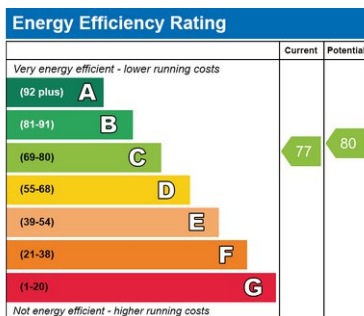 Energy Efficiency Rating
Current Potential
Very energy efficient - lower running costs
(92 plus) A
(81-91) B
(69-80) C
77
80
(55-68) D
(39-54) E
(21-38) F
(1-20) G
Not energy efficient - higher running costs